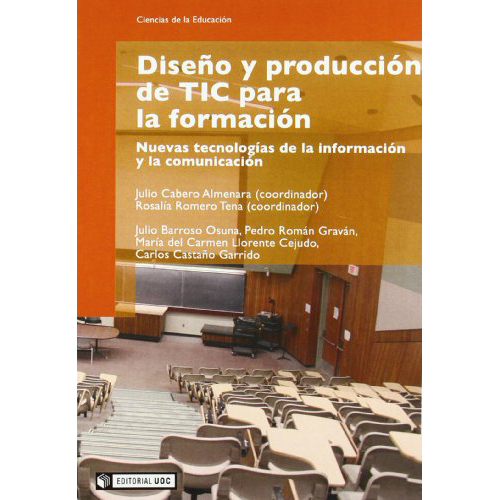 Ciencias de la Educación
Diseño y producción
de TIC para
la formación
Nuevas tecnologías de la información
y la comunicación
Julio Cabero Almenara (coordinador)
Rosalía Romero Tena (coordinador)
Julio Barroso Osuna, Pedro Román Graván,
María del Carmen Llorente Cejudo,
Carlos Castaño Garrido
EDITORIAL UOC